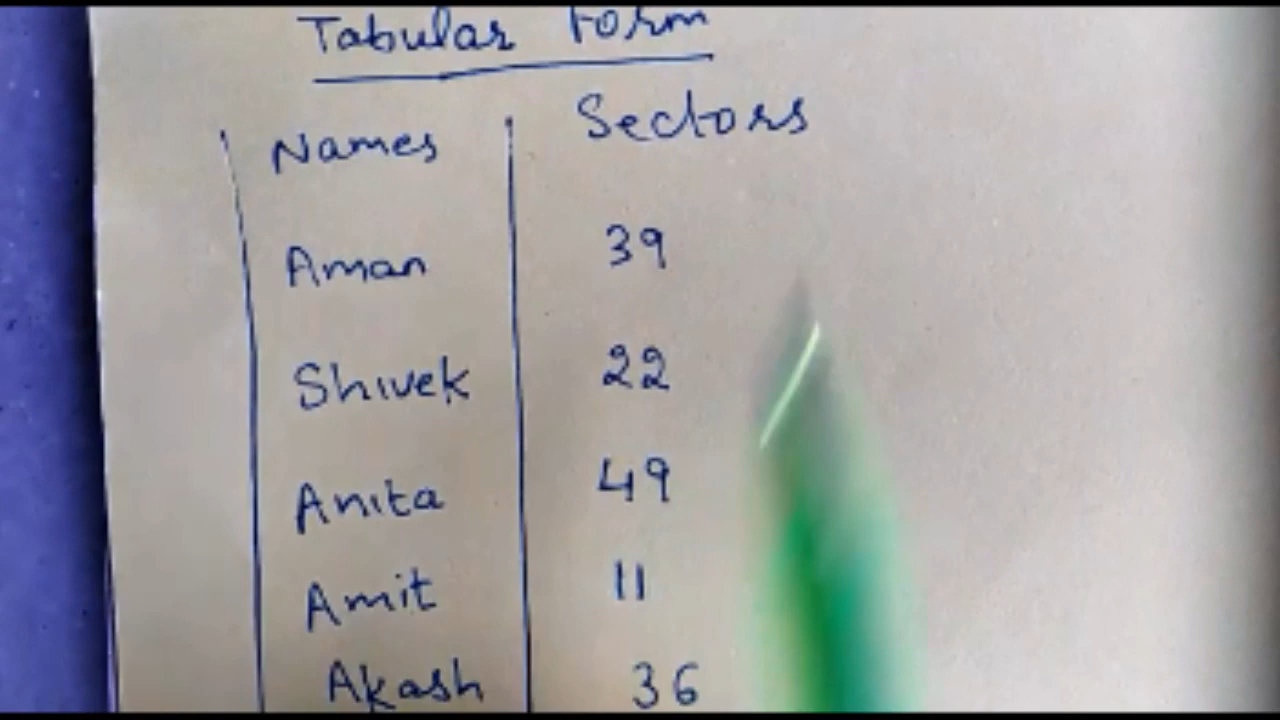 Tabular Form
Names Sectors
Aman 39
Shivek 22
Anita 49
Amit 11
Akash 36